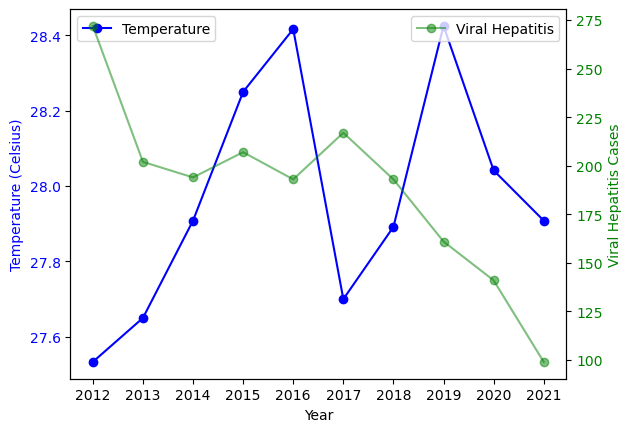 Temperature
Viral Hepatitis
28.4
28.2
28.0
27.8
27.6
Temperature (Celsius)
275
250
225
200
175
150
125
100
Viral Hepatitis Cases
2012 2013 2014 2015 2016 2017 2018 2019 2020 2021
Year